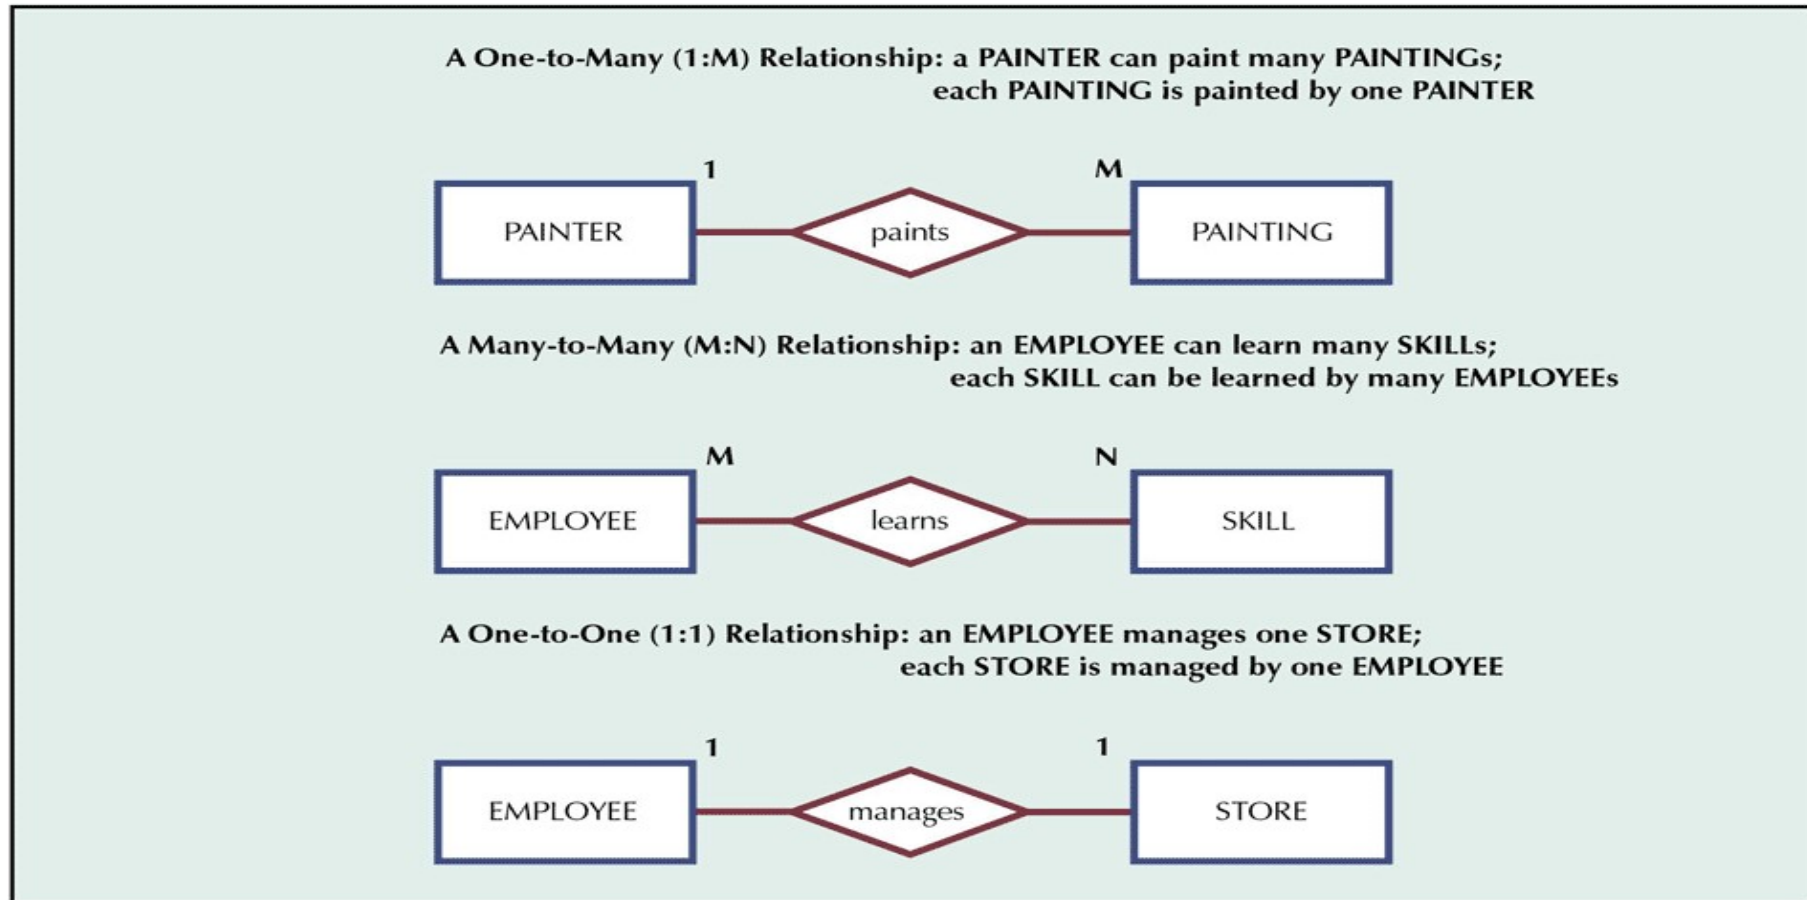 A One-to-Many (1:M) Relationship: a PAINTER can paint many PAINTINGs;
each PAINTING is painted by one PAINTER
1 M
PAINTER paints PAINTING
A Many-to-Many (M:N) Relationship: an EMPLOYEE can learn many SKILLs;
each SKILL can be learned by many EMPLOYEEs
M N
EMPLOYEE learns SKILL
A One-to-One (1:1) Relationship: an EMPLOYEE manages one STORE;
each STORE is managed by one EMPLOYEE
1 1
EMPLOYEE manages STORE